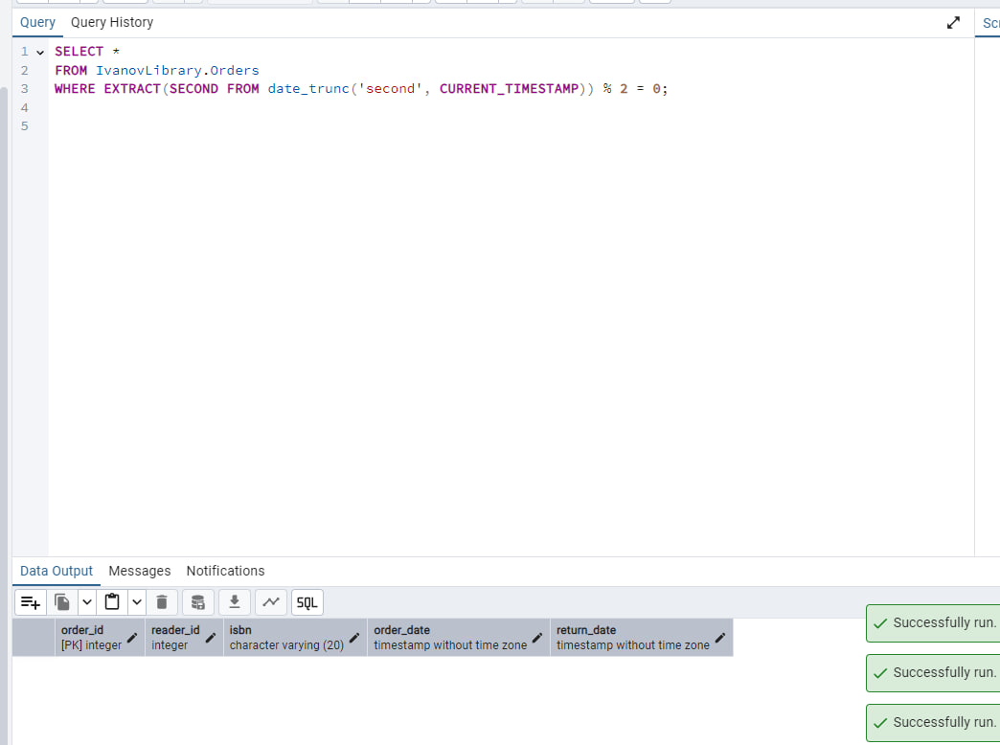 Query Query History
Scr
1 SELECT *
2 FROM IvanovLibrary.Orders
3 WHERE EXTRACT(SECOND FROM date_trunc('second', CURRENT_TIMESTAMP)) % 2 = 0;
4
5
Data Output Messages Notifications
SQL
order_id reader_id isbn order_date return_date
[PK] integer integer character varying (20) timestamp without time zone timestamp without time zone
Successfully run.
Successfully run.
Successfully run.